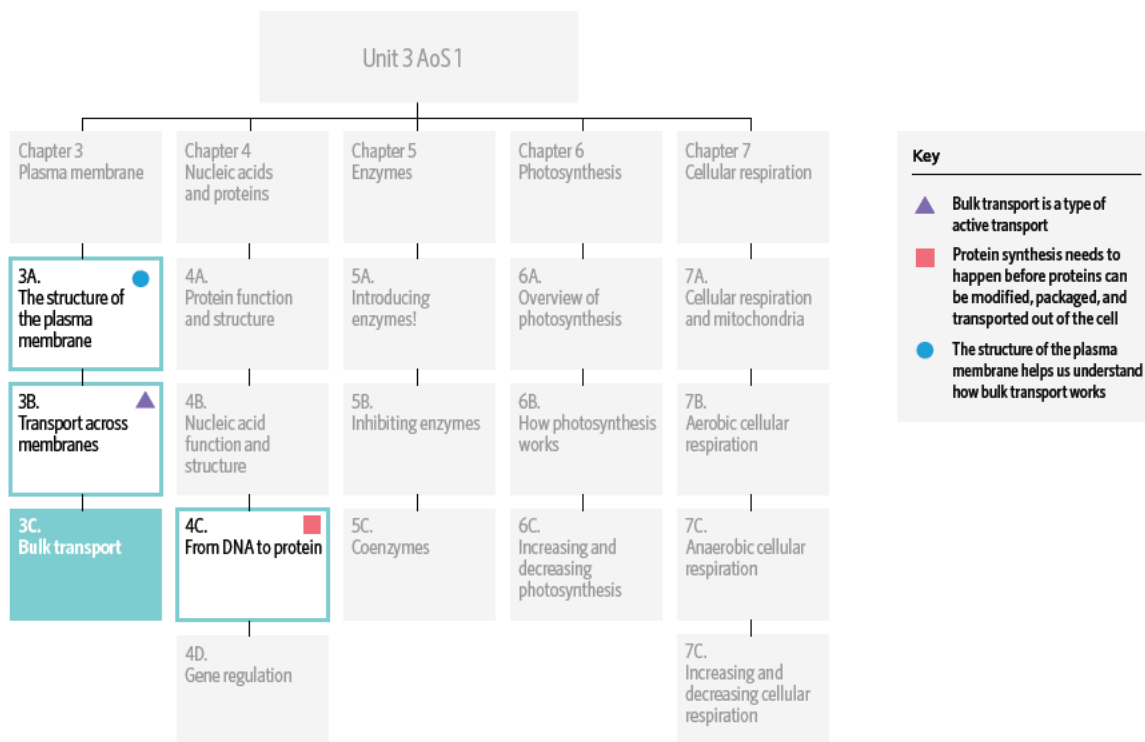 Unit 3 AoS 1
Chapter 3
Plasma membrane
Chapter 4
Nucleic acids
and proteins
Chapter 5
Enzymes
Chapter 6
Photosynthesis
Chapter 7
Cellular respiration
3A.
The structure of
the plasma
membrane
4A.
Protein function
and structure
5A.
Introducing
enzymes!
6A.
Overview of
photosynthesis
7A.
Cellular respiration
and mitochondria
3B.
Transport across
membranes
4B.
Nucleic acid
function and
structure
5B.
Inhibiting enzymes
6B.
How photosynthesis
works
7B.
Aerobic cellular
respiration
3C.
Bulk transport
4C.
From DNA to protein
5C.
Coenzymes
6C.
Increasing and
decreasing
photosynthesis
7C.
Anaerobic cellular
respiration
4D.
Gene regulation
7C.
Increasing and
decreasing cellular
respiration
Key
Bulk transport is a type of
active transport
Protein synthesis needs to
happen before proteins can
be modified, packaged, and
transported out of the cell
The structure of the plasma
membrane helps us understand
how bulk transport works